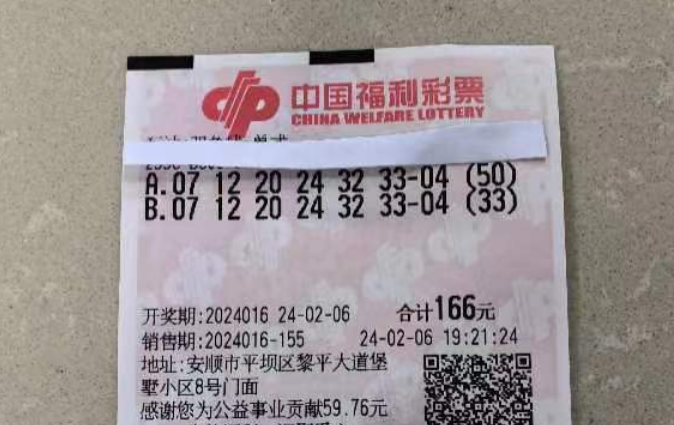 中国福利彩票
CHINA WELFARE LOTTERY
A.07 12 20 24 32 33-04 (50)
B.07 12 20 24 32 33-04 (33)
开奖期:2024016 24-02-06 合计166元
销售期:2024016-155 24-02-06 19:21:24
地址:安顺市平坝区黎平大道堡
墅小区8号门面
感谢您为公益事业贡献59.76元